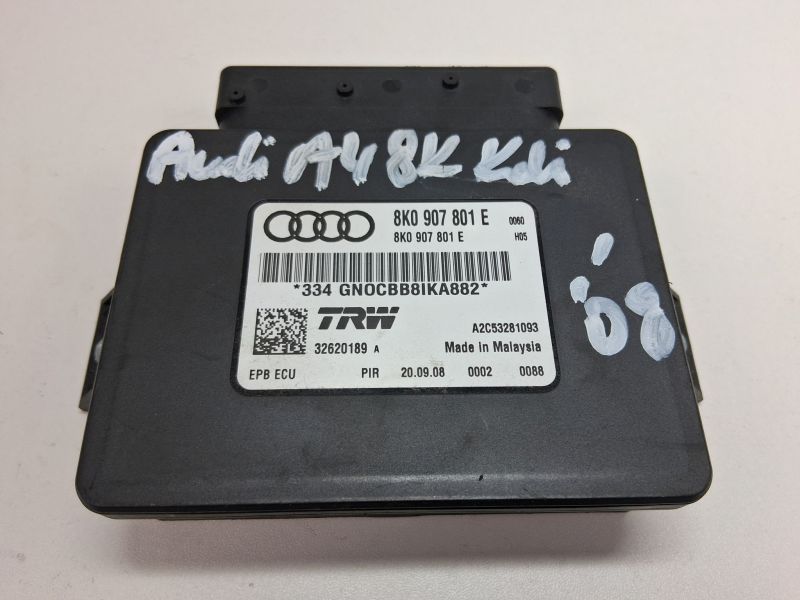 Audi A4 8K Kdi
'08
8K0 907 801 E 0060
8K0 907 801 E H05
*334 GNOCBB8IKA882*
TRW A2C53281093
32620189 A Made in Malaysia
EPB ECU PIR 20.09.08 0002 0088